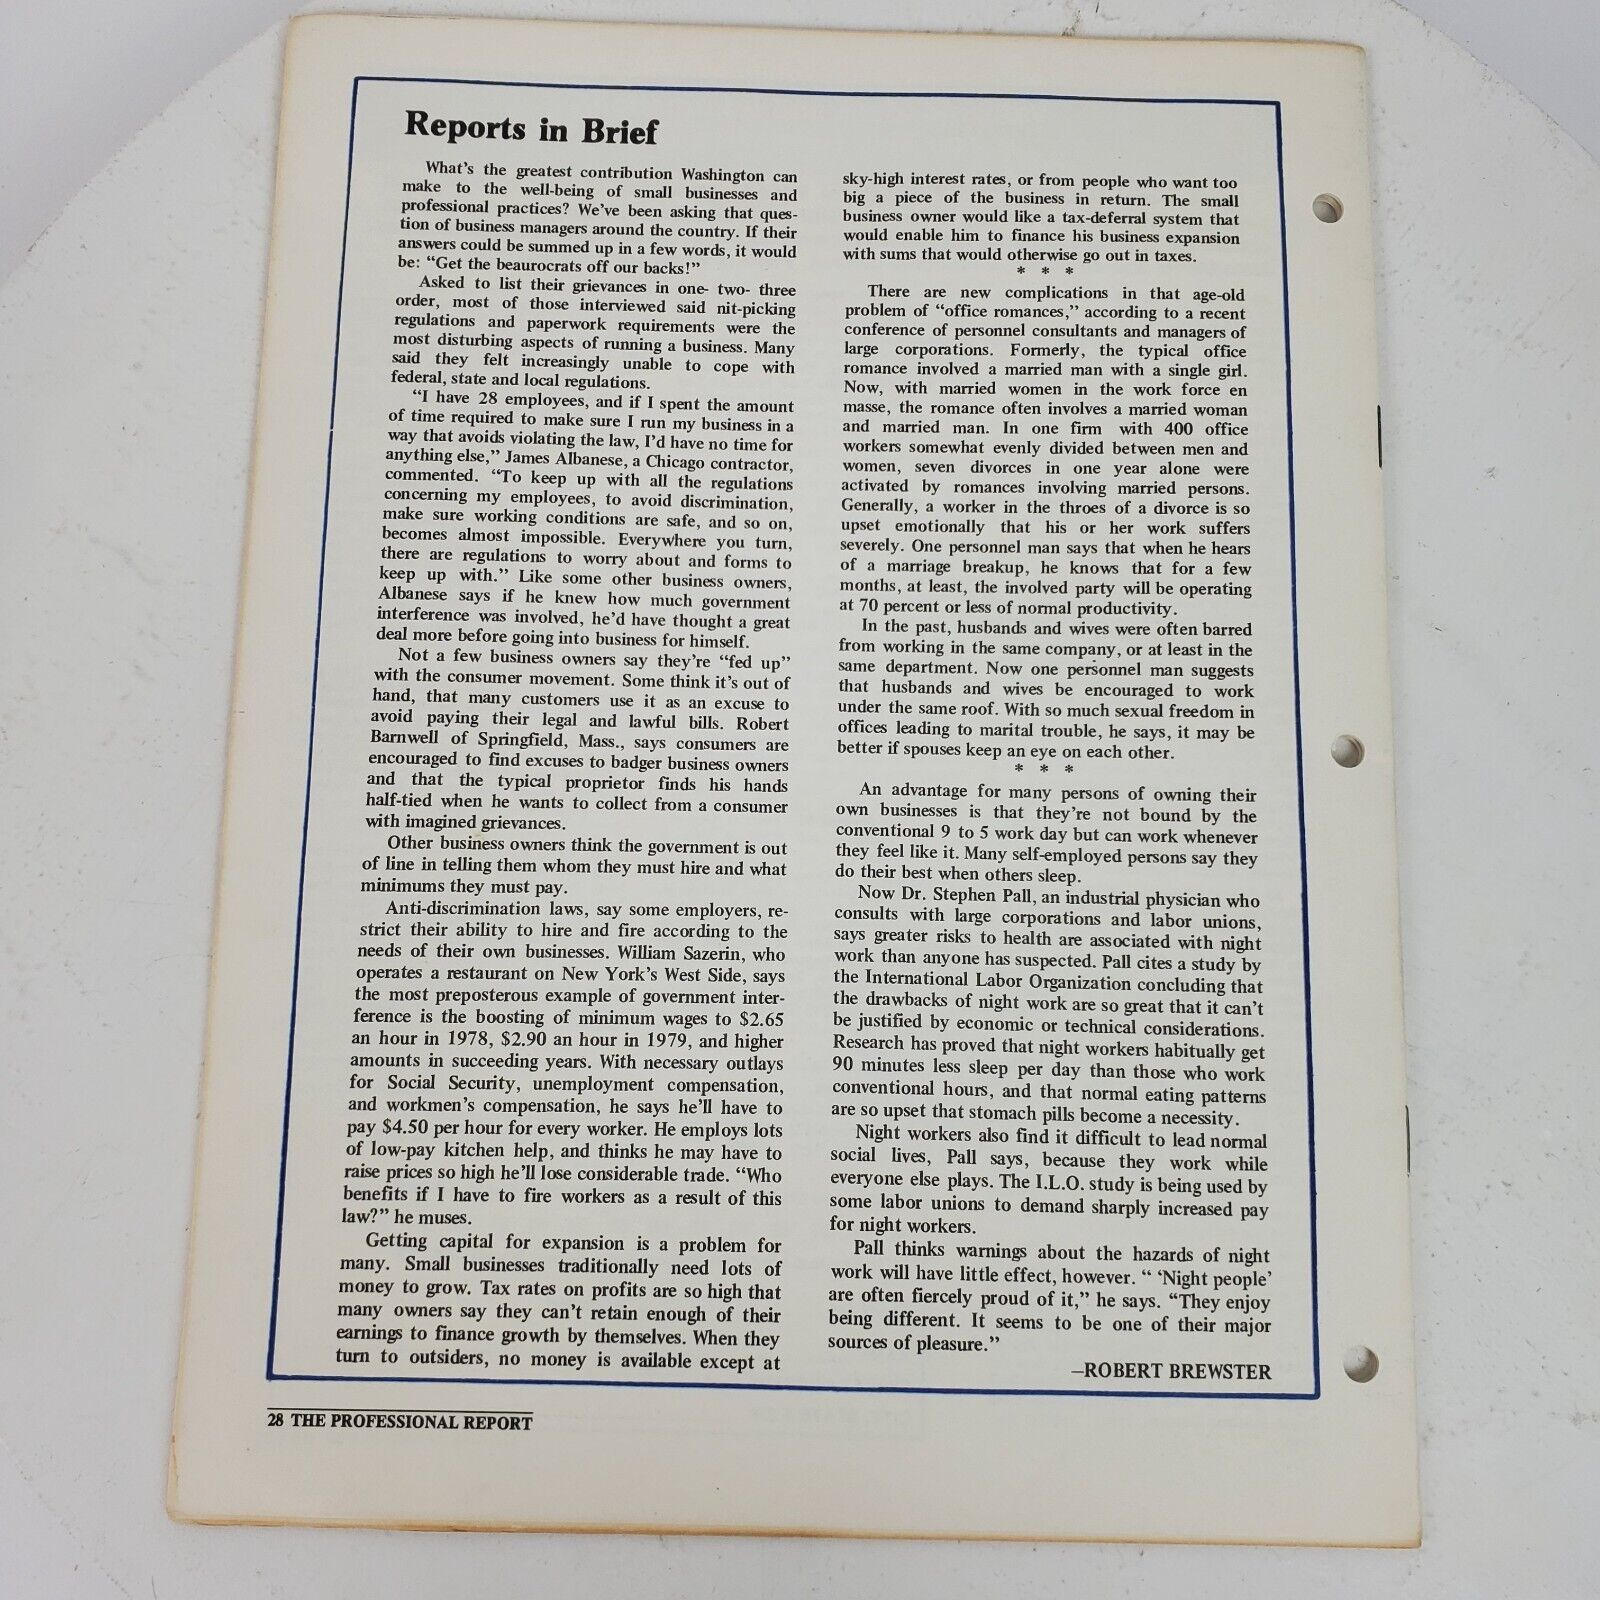 Reports in Brief
What's the greatest contribution Washington can
make to the well-being of small businesses and
professional practices? We've been asking that ques-
tion of business managers around the country. If their
answers could be summed up in a few words, it would
be: "Get the beaurocrats off our backs!"
Asked to list their grievances in one- two- three
order, most of those interviewed said nit-picking
regulations and paperwork requirements were the
most disturbing aspects of running a business. Many
said they felt increasingly unable to cope with
federal, state and local regulations.
"I have 28 employees, and if I spent the amount
of time required to make sure I run my business in a
way that avoids violating the law, I'd have no time for
anything else," James Albanese, a Chicago contractor,
commented. "To keep up with all the regulations
concerning my employees, to avoid discrimination,
make sure working conditions are safe, and so on,
becomes almost impossible. Everywhere you turn,
there are regulations to worry about and forms to
keep up with." Like some other business owners,
Albanese says if he knew how much government
interference was involved, he'd have thought a great
deal more before going into business for himself.
Not a few business owners say they're "fed up"
with the consumer movement. Some think it's out of
hand, that many customers use it as an excuse to
avoid paying their legal and lawful bills. Robert
Barnwell of Springfield, Mass., says consumers are
encouraged to find excuses to badger business owners
and that the typical proprietor finds his hands
half-tied when he wants to collect from a consumer
with imagined grievances.
Other business owners think the government is out
of line in telling them whom they must hire and what
minimums they must pay.
Anti-discrimination laws, say some employers, re-
strict their ability to hire and fire according to the
needs of their own businesses. William Sazerin, who
operates a restaurant on New York's West Side, says
the most preposterous example of government inter-
ference is the boosting of minimum wages to $2.65
an hour in 1978, $2.90 an hour in 1979, and higher
amounts in succeeding years. With necessary outlays
for Social Security, unemployment compensation,
and workmen's compensation, he says he'll have to
pay $4.50 per hour for every worker. He employs lots
of low-pay kitchen help, and thinks he may have to
raise prices so high he'll lose considerable trade. "Who
benefits if I have to fire workers as a result of this
law?" he muses.
Getting capital for expansion is a problem for
many. Small businesses traditionally need lots of
money to grow. Tax rates on profits are so high that
many owners say they can't retain enough of their
earnings to finance growth by themselves. When they
turn to outsiders, no money is available except at
sky-high interest rates, or from people who want too
big a piece of the business in return. The small
business owner would like a tax-deferral system that
would enable him to finance his business expansion
with sums that would otherwise go out in taxes.
* * *
There are new complications in that age-old
problem of "office romances," according to a recent
conference of personnel consultants and managers of
large corporations. Formerly, the typical office
romance involved a married man with a single girl.
Now, with married women in the work force en
masse, the romance often involves a married woman
and married man. In one firm with 400 office
workers somewhat evenly divided between men and
women, seven divorces in one year alone were
activated by romances involving married persons.
Generally, a worker in the throes of a divorce is so
upset emotionally that his or her work suffers
severely. One personnel man says that when he hears
of a marriage breakup, he knows that for a few
months, at least, the involved party will be operating
at 70 percent or less of normal productivity.
In the past, husbands and wives were often barred
from working in the same company, or at least in the
same department. Now one personnel man suggests
that husbands and wives be encouraged to work
under the same roof. With so much sexual freedom in
offices leading to marital trouble, he says, it may be
better if spouses keep an eye on each other.
* * *
An advantage for many persons of owning their
own businesses is that they're not bound by the
conventional 9 to 5 work day but can work whenever
they feel like it. Many self-employed persons say they
do their best when others sleep.
Now Dr. Stephen Pall, an industrial physician who
consults with large corporations and labor unions,
says greater risks to health are associated with night
work than anyone has suspected. Pall cites a study by
the International Labor Organization concluding that
the drawbacks of night work are so great that it can't
be justified by economic or technical considerations.
Research has proved that night workers habitually get
90 minutes less sleep per day than those who work
conventional hours, and that normal eating patterns
are so upset that stomach pills become a necessity.
Night workers also find it difficult to lead normal
social lives, Pall says, because they work while
everyone else plays. The I.L.O. study is being used by
some labor unions to demand sharply increased pay
for night workers.
Pall thinks warnings about the hazards of night
work will have little effect, however. " 'Night people'
are often fiercely proud of it," he says. "They enjoy
being different. It seems to be one of their major
sources of pleasure."
—ROBERT BREWSTER
28 THE PROFESSIONAL REPORT